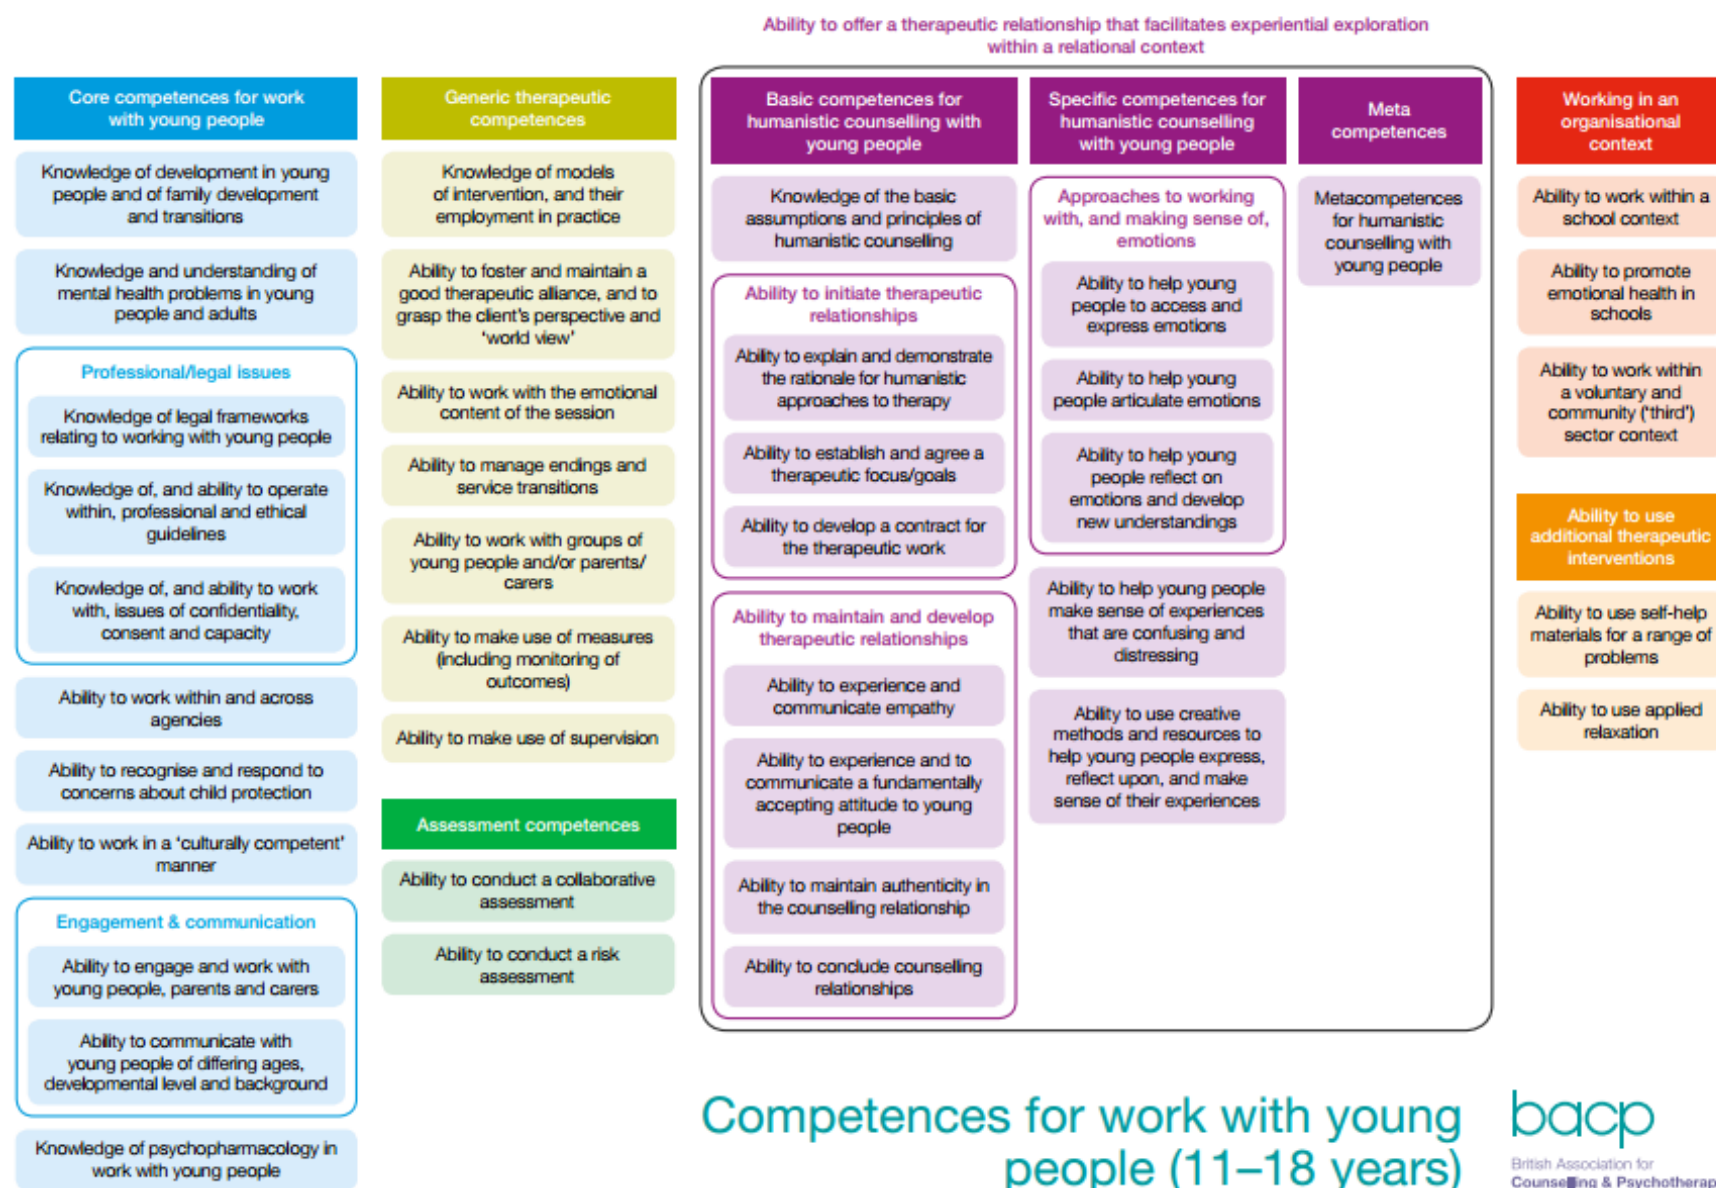 Ability to offer a therapeutic relationship that facilitates experiential exploration
within a relational context
Core competences for work
with young people
Knowledge of development in young
people and of family development
and transitions
Knowledge and understanding of
mental health problems in young
people and adults
Professional/legal issues
Knowledge of legal frameworks
relating to working with young people
Knowledge of, and ability to operate
within, professional and ethical
guidelines
Knowledge of, and ability to work
with, issues of confidentiality,
consent and capacity
Ability to work within and across
agencies
Ability to recognise and respond to
concerns about child protection
Ability to work in a ‘culturally competent’
manner
Engagement & communication
Ability to engage and work with
young people, parents and carers
Ability to communicate with
young people of differing ages,
developmental level and background
Knowledge of psychopharmacology in
work with young people
Generic therapeutic
competences
Knowledge of models
of intervention, and their
employment in practice
Ability to foster and maintain a
good therapeutic alliance, and to
grasp the client’s perspective and
‘world view’
Ability to work with the emotional
content of the session
Ability to manage endings and
service transitions
Ability to work with groups of
young people and/or parents/
carers
Ability to make use of measures
(including monitoring of
outcomes)
Ability to make use of supervision
Assessment competences
Ability to conduct a collaborative
assessment
Ability to conduct a risk
assessment
Basic competences for
humanistic counselling with
young people
Knowledge of the basic
assumptions and principles of
humanistic counselling
Ability to initiate therapeutic
relationships
Ability to explain and demonstrate
the rationale for humanistic
approaches to therapy
Ability to establish and agree a
therapeutic focus/goals
Ability to develop a contract for
the therapeutic work
Ability to maintain and develop
therapeutic relationships
Ability to experience and
communicate empathy
Ability to experience and to
communicate a fundamentally
accepting attitude to young
people
Ability to maintain authenticity in
the counselling relationship
Ability to conclude counselling
relationships
Specific competences for
humanistic counselling
with young people
Approaches to working
with, and making sense of,
emotions
Ability to help young
people to access and
express emotions
Ability to help young
people articulate emotions
Ability to help young
people reflect on
emotions and develop
new understandings
Ability to help young people
make sense of experiences
that are confusing and
distressing
Ability to use creative
methods and resources to
help young people express,
reflect upon, and make
sense of their experiences
Meta
competences
Metacompetences
for humanistic
counselling with
young people
Working in an
organisational
context
Ability to work within a
school context
Ability to promote
emotional health in
schools
Ability to work within
a voluntary and
community (‘third’)
sector context
Ability to use
additional therapeutic
interventions
Ability to use self-help
materials for a range of
problems
Ability to use applied
relaxation
Competences for work with young
people (11–18 years)
bacp
British Association for
Counselling & Psychotherap